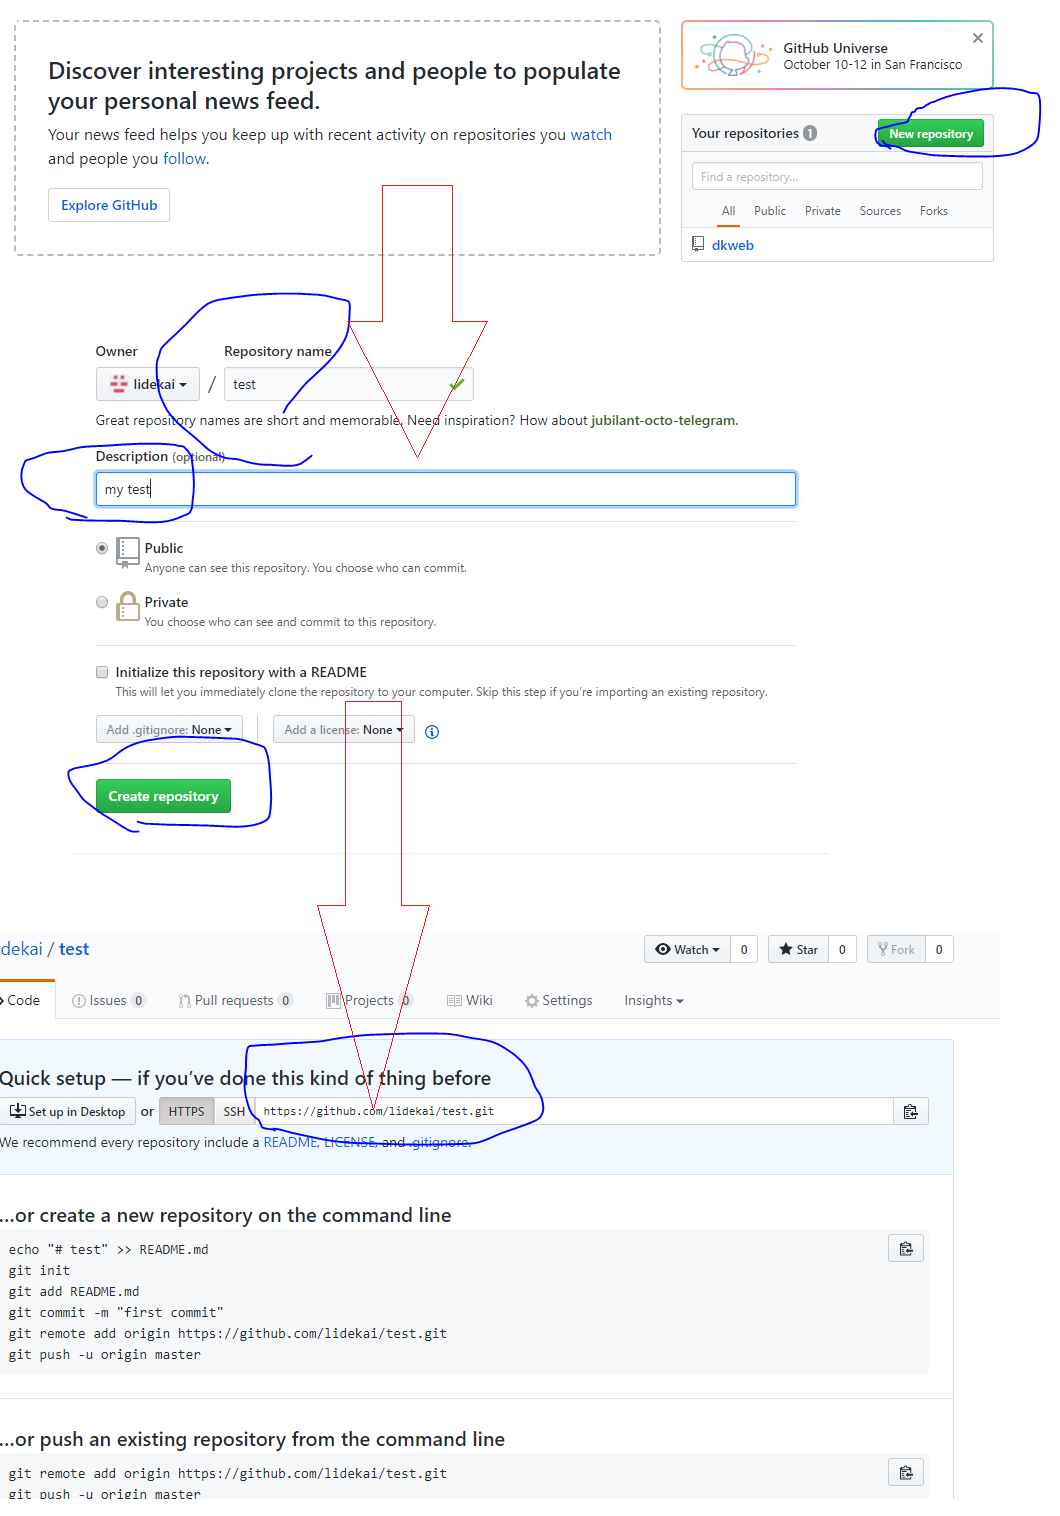 Discover interesting projects and people to populate
your personal news feed.
Your news feed helps you keep up with recent activity on repositories you watch
and people you follow.
Explore GitHub
GitHub Universe
October 10-12 in San Francisco
Your repositories 1
New repository
Find a repository...
All Public Private Sources Forks
dkweb
Owner Repository name
lidekai / test
Great repository names are short and memorable. Need inspiration? How about jubilant-octo-telegram.
Description (optional)
my test
Public
Anyone can see this repository. You choose who can commit.
Private
You choose who can see and commit to this repository.
Initialize this repository with a README
This will let you immediately clone the repository to your computer. Skip this step if you're importing an existing repository.
Add .gitignore: None Add a license: None
Create repository
dekai / test
Watch 0 Star 0 Fork 0
Code Issues 0 Pull requests 0 Projects 0 Wiki Settings Insights
Quick setup — if you've done this kind of thing before
Set up in Desktop or HTTPS SSH https://github.com/lidekai/test.git
We recommend every repository include a README, LICENSE, and .gitignore.
…or create a new repository on the command line
echo "# test" >> README.md
git init
git add README.md
git commit -m "first commit"
git remote add origin https://github.com/lidekai/test.git
git push -u origin master
…or push an existing repository from the command line
git remote add origin https://github.com/lidekai/test.git
git push -u origin master